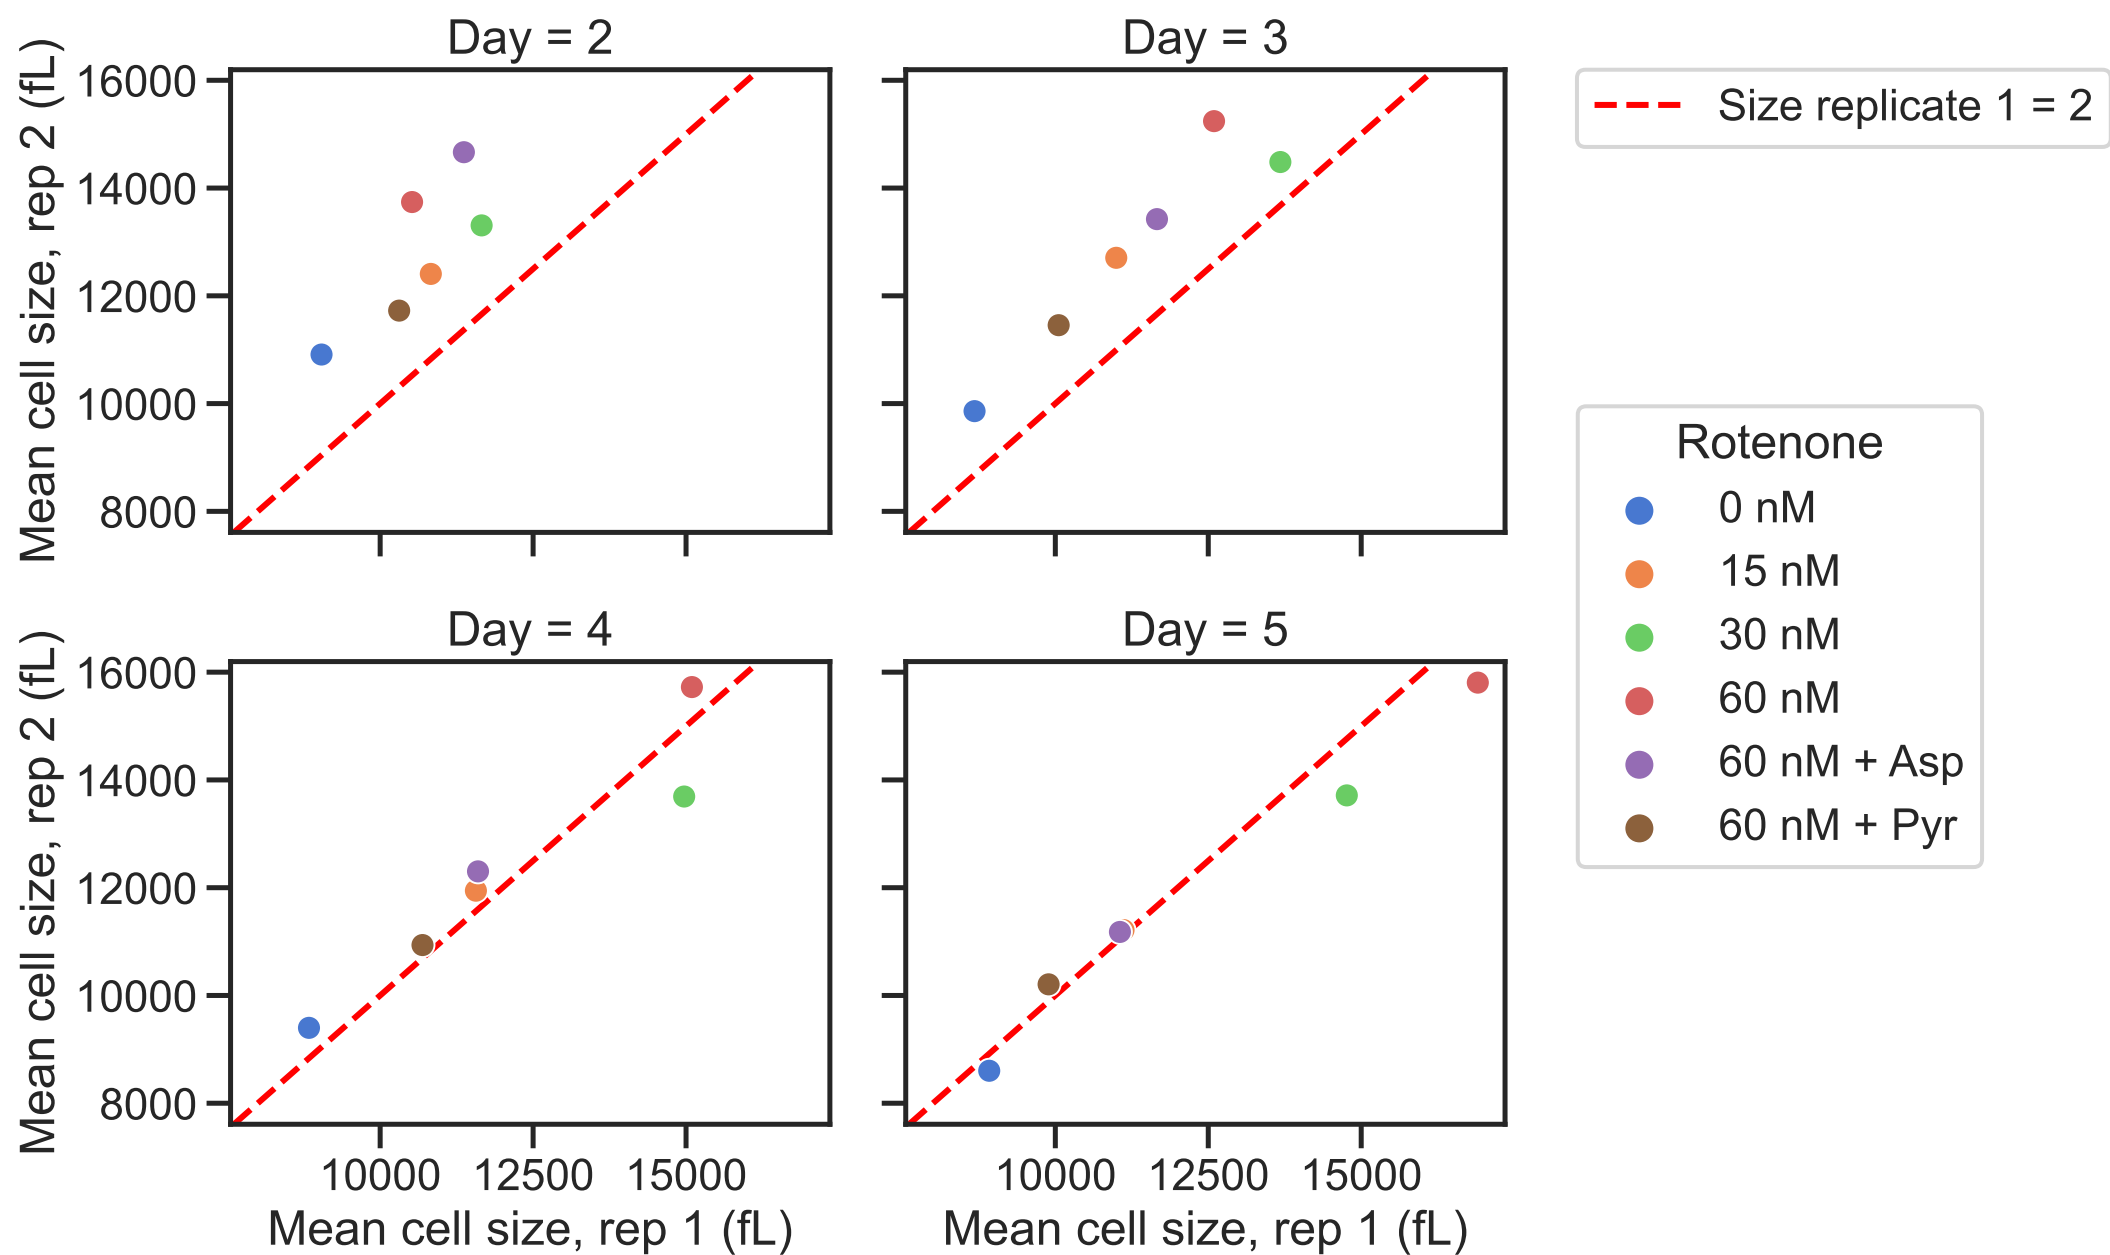 Day = 2
Day = 3
Mean cell size, rep 2 (fL)
16000
14000
12000
10000
8000
Size replicate 1 = 2
Rotenone
0 nM
15 nM
30 nM
60 nM
60 nM + Asp
60 nM + Pyr
Day = 4
Day = 5
Mean cell size, rep 2 (fL)
16000
14000
12000
10000
8000
10000 12500 15000
10000 12500 15000
Mean cell size, rep 1 (fL)
Mean cell size, rep 1 (fL)